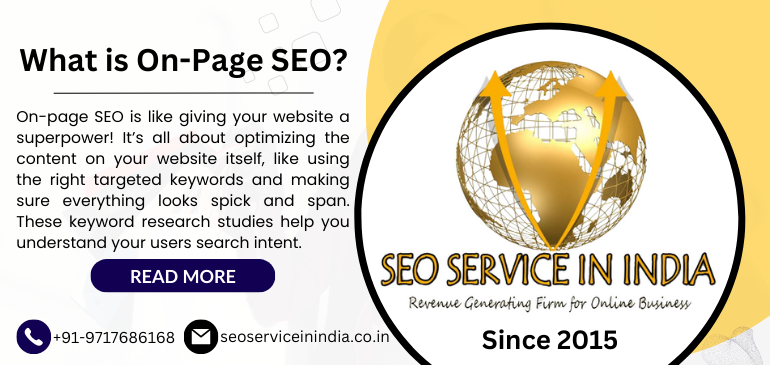 What is On-Page SEO?
On-page SEO is like giving your website a
superpower! It's all about optimizing the
content on your website itself, like using
the right targeted keywords and making
sure everything looks spick and span.
These keyword research studies help you
understand your users search intent.
READ MORE
+91-9717686168
seoserviceinindia.co.in
SEO SERVICE IN INDIA
Revenue Generating Firm for Online Business
Since 2015